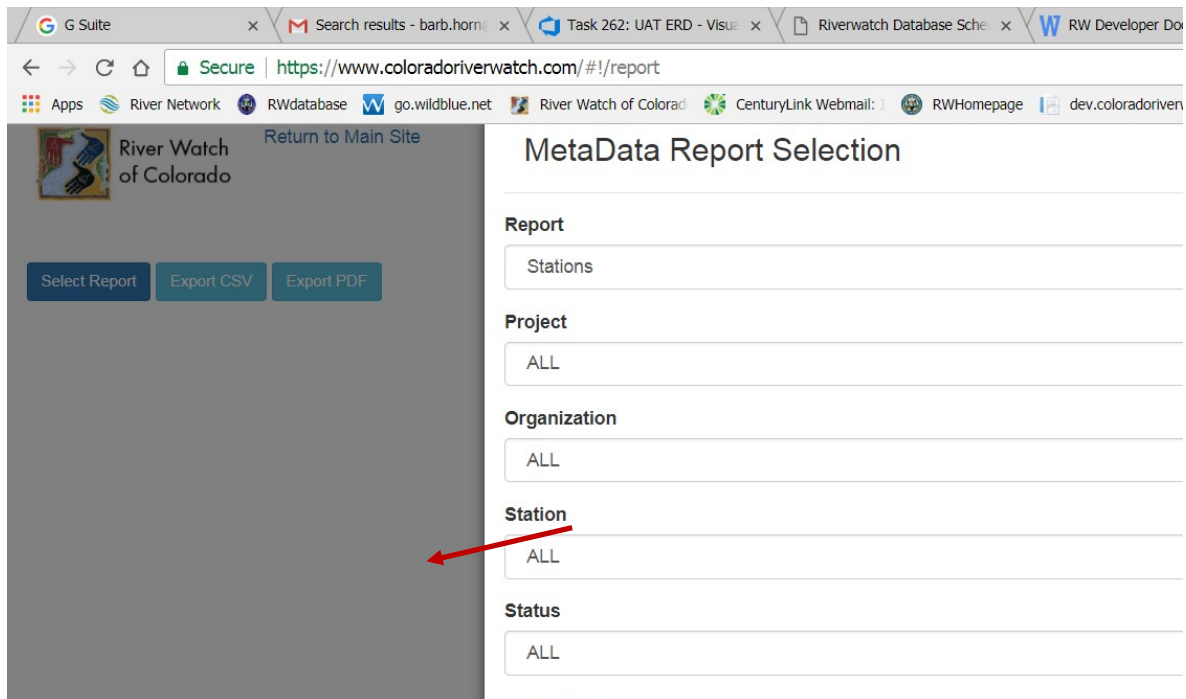 G Suite
Search results - barb.horn
Task 262: UAT ERD - Visua
Riverwatch Database Sche
RW Developer Do
Secure | https://www.coloradoriverwatch.com/#!/report
Apps River Network RWdatabase go.wildblue.net River Watch of Colorad CenturyLink Webmail: RWHomepage dev.coloradoriverw
River Watch
of Colorado
Return to Main Site
Select Report Export CSV Export PDF
MetaData Report Selection
Report
Stations
Project
ALL
Organization
ALL
Station
ALL
Status
ALL